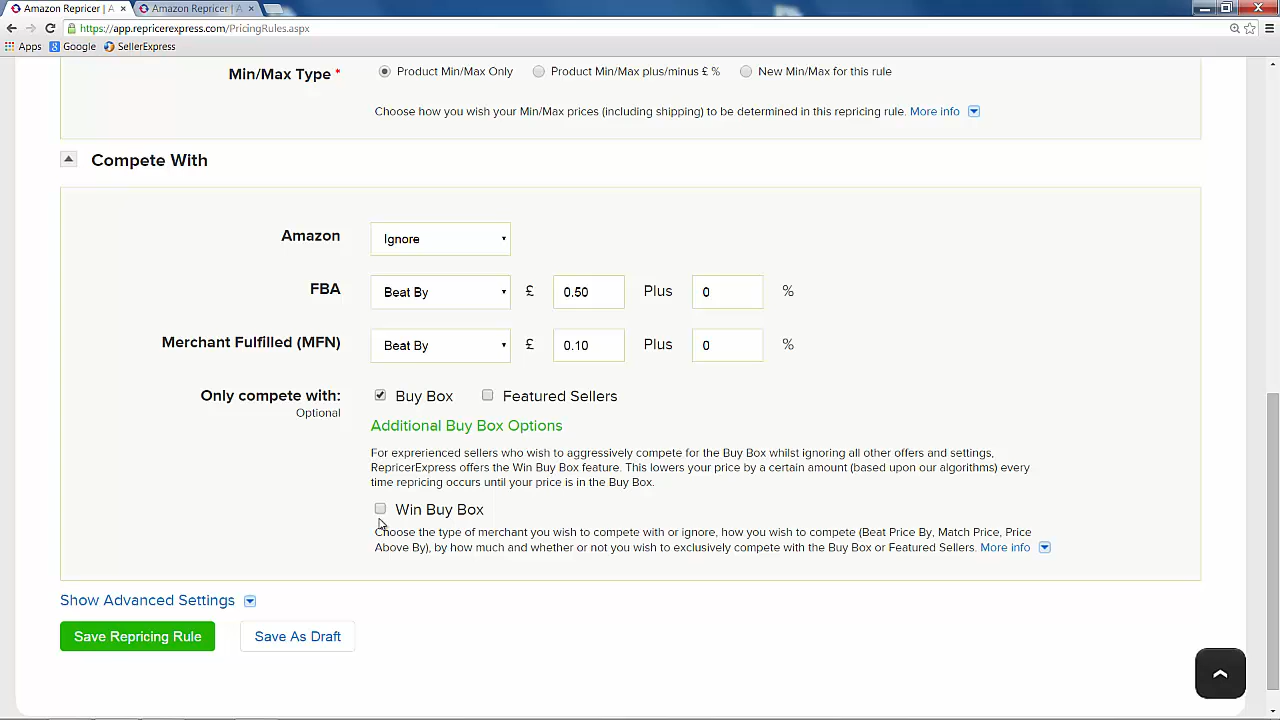 Amazon Repricer | A ×
Amazon Repricer | A ×
https://app.repricerexpress.com/PricingRules.aspx
Apps Google SellerExpress
Min/Max Type *
Product Min/Max Only
Product Min/Max plus/minus £ %
New Min/Max for this rule
Choose how you wish your Min/Max prices (including shipping) to be determined in this repricing rule. More info
Compete With
Amazon Ignore
FBA Beat By £ 0.50 Plus 0 %
Merchant Fulfilled (MFN) Beat By £ 0.10 Plus 0 %
Only compete with: Buy Box Featured Sellers
Optional
Additional Buy Box Options
For exprerienced sellers who wish to aggressively compete for the Buy Box whilst ignoring all other offers and settings,
RepricerExpress offers the Win Buy Box feature. This lowers your price by a certain amount (based upon our algorithms) every
time repricing occurs until your price is in the Buy Box.
Win Buy Box
Choose the type of merchant you wish to compete with or ignore, how you wish to compete (Beat Price By, Match Price, Price
Above By), by how much and whether or not you wish to exclusively compete with the Buy Box or Featured Sellers. More info
Show Advanced Settings
Save Repricing Rule Save As Draft